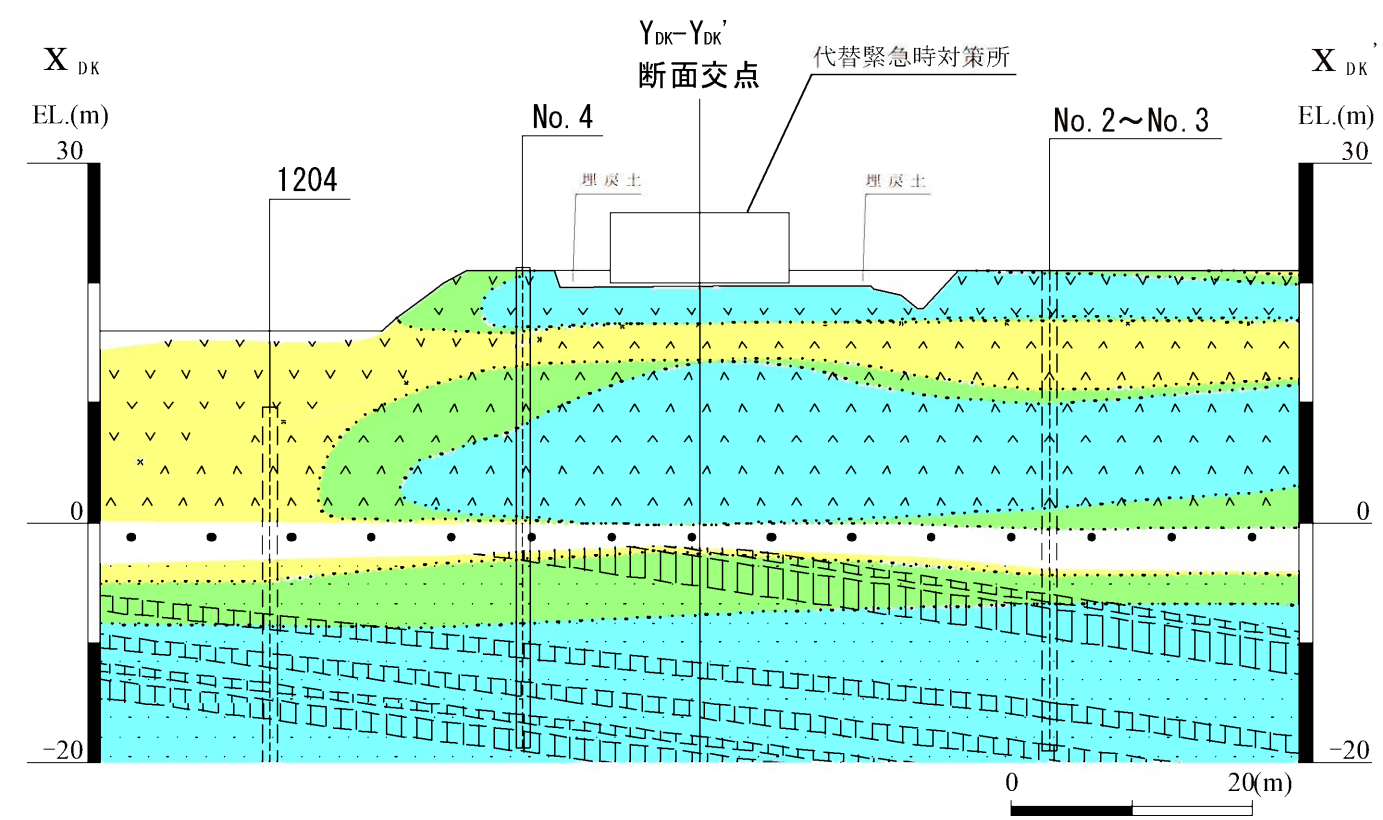 Y DK-Y DK'
断面交点
代替緊急時対策所
X DK
X DK'
EL.(m)
EL.(m)
No. 4
No. 2～No. 3
30
30
1204
埋戻土
埋戻土
0
0
-20
-20
0
20(m)